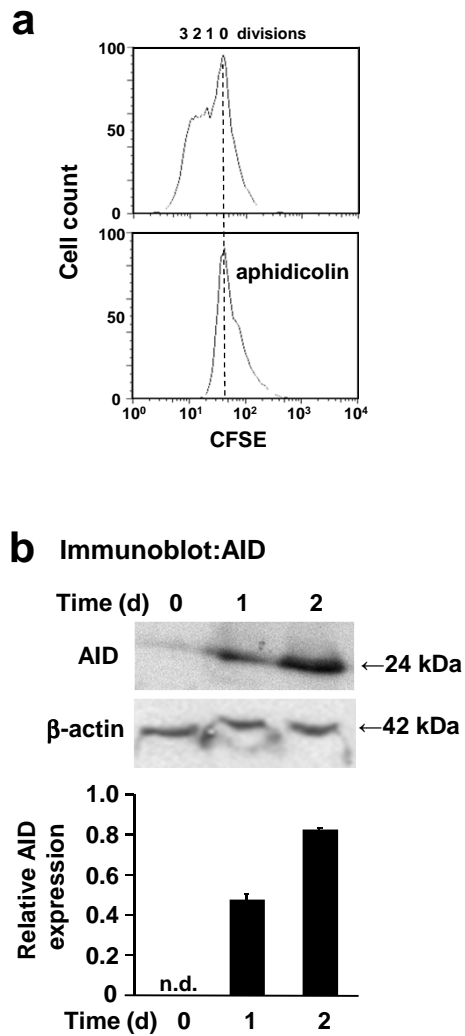 a
3 2 1 0 divisions
100
50
0
Cell count
100
aphidicolin
50
0
10⁰ 10¹ 10² 10³ 10⁴
CFSE
b Immunoblot:AID
Time (d) 0 1 2
AID ←24 kDa
β-actin ←42 kDa
1.0
0.8
0.6
0.4
0.2
0
Relative AID
expression
n.d.
Time (d) 0 1 2